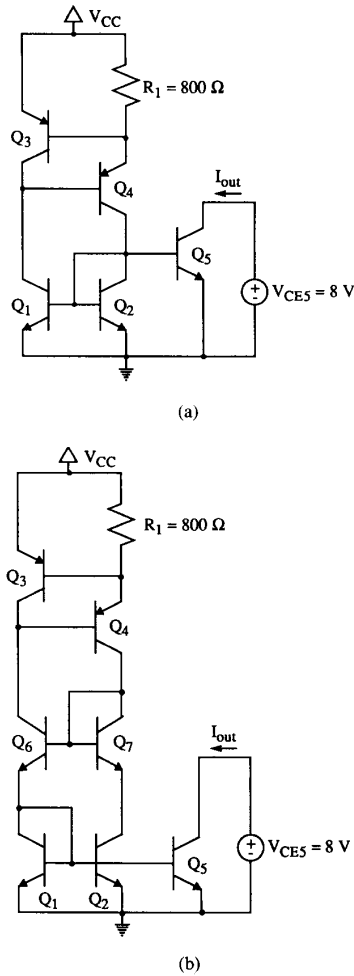 V_CC
R_1 = 800 Ω
Q_3
Q_4
I_out
Q_5
Q_1
Q_2
V_CE5 = 8 V
(a)
V_CC
R_1 = 800 Ω
Q_3
Q_4
Q_6
Q_7
I_out
V_CE5 = 8 V
Q_5
Q_1
Q_2
(b)